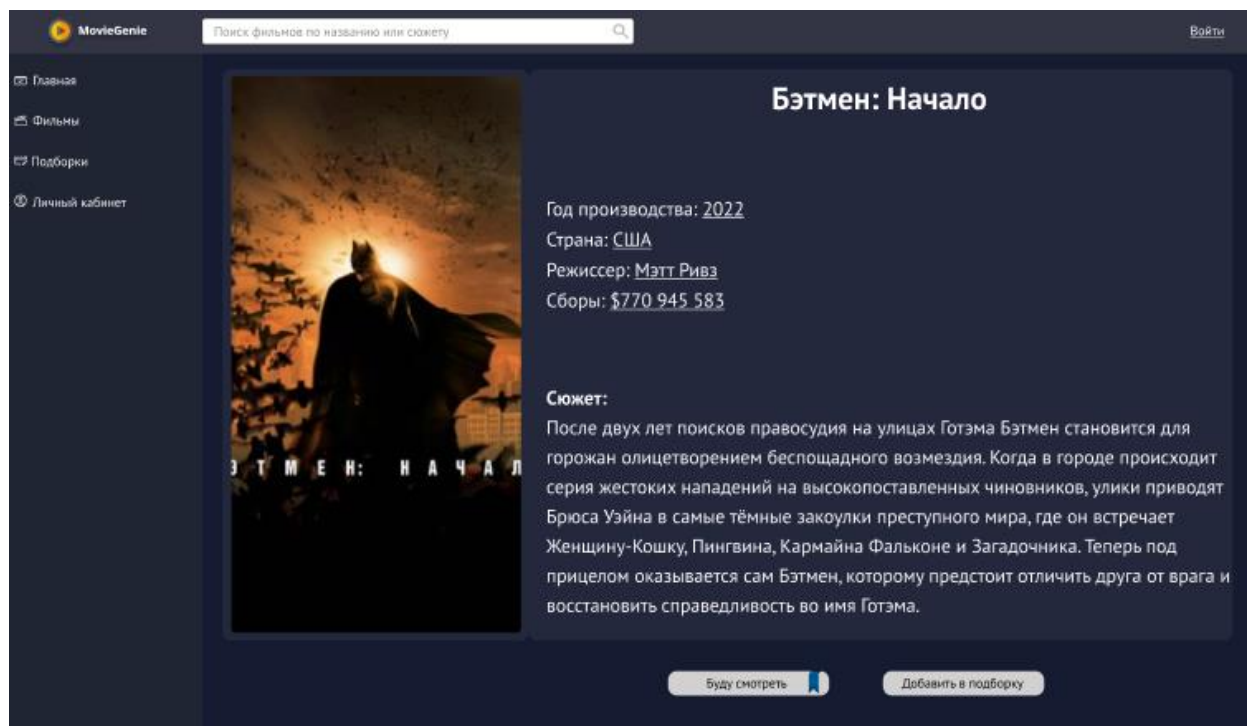 MovieGenie
Поиск фильмов по названию или сюжету
Войти
Главная
Фильмы
Подборки
Личный кабинет
ЭТМЕН: НАЧАЛ
Бэтмен: Начало
Год производства: 2022
Страна: США
Режиссер: Мэтт Ривз
Сборы: $770 945 583
Сюжет:
После двух лет поисков правосудия на улицах Готэма Бэтмен становится для
горожан олицетворением беспощадного возмездия. Когда в городе происходит
серия жестоких нападений на высокопоставленных чиновников, улики приводят
Брюса Уэйна в самые тёмные закоулки преступного мира, где он встречает
Женщину-Кошку, Пингвина, Кармайна Фальконе и Загадочника. Теперь под
прицелом оказывается сам Бэтмен, которому предстоит отличить друга от врага и
восстановить справедливость во имя Готэма.
Буду смотреть
Добавить в подборку